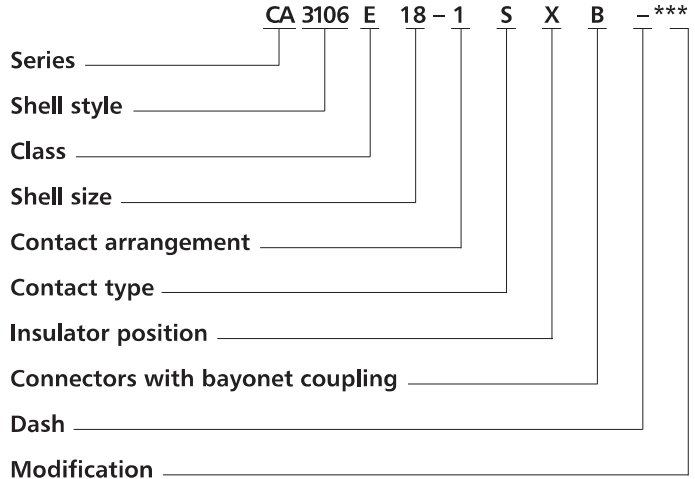 CA 3106 E 18 – 1 S X B – ***
Series
Shell style
Class
Shell size
Contact arrangement
Contact type
Insulator position
Connectors with bayonet coupling
Dash
Modification